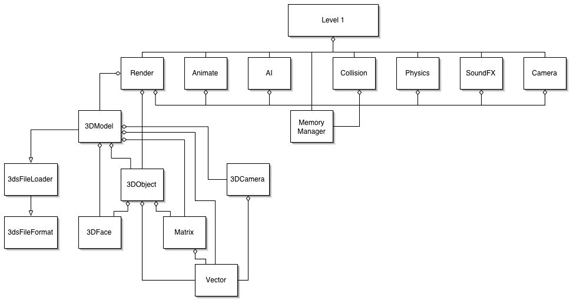 Level 1
Render
Animate
AI
Collision
Physics
SoundFX
Camera
3DModel
Memory
Manager
3dsFileLoader
3DObject
3DCamera
3dsFileFormat
3DFace
Matrix
Vector